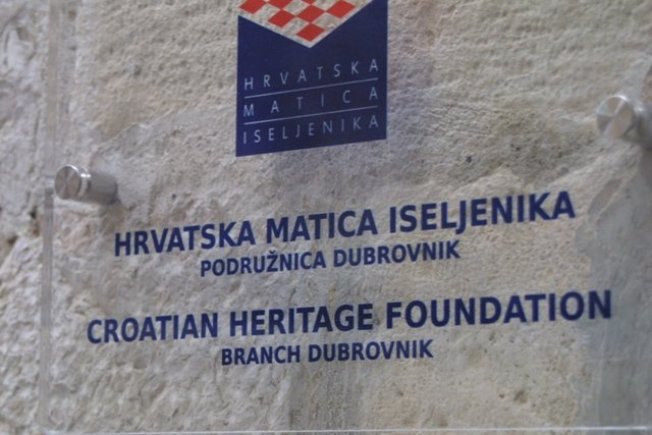 HRVATSKA
MATICA
ISELJENIKA
HRVATSKA MATICA ISELJENIKA
PODRUŽNICA DUBROVNIK
CROATIAN HERITAGE FOUNDATION
BRANCH DUBROVNIK